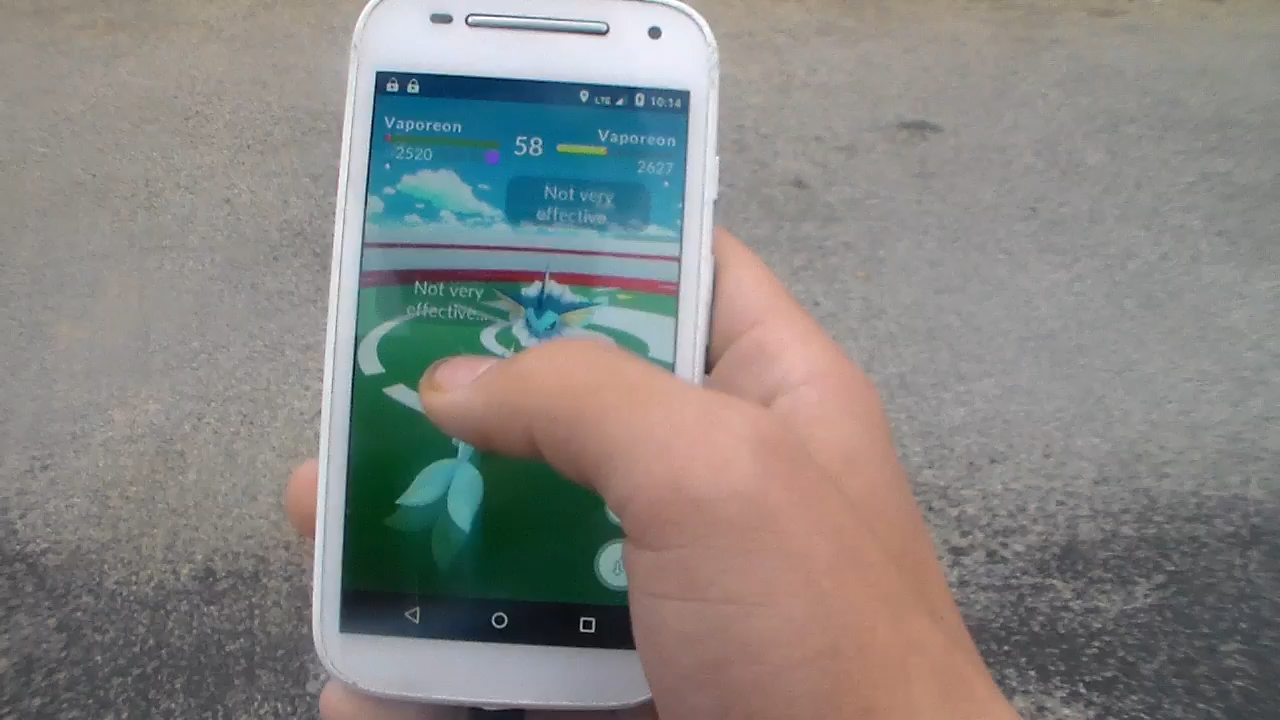 LTE 10:14
Vaporeon
2520
58
Vaporeon
2627
Not very
effective...
Not very
effective...